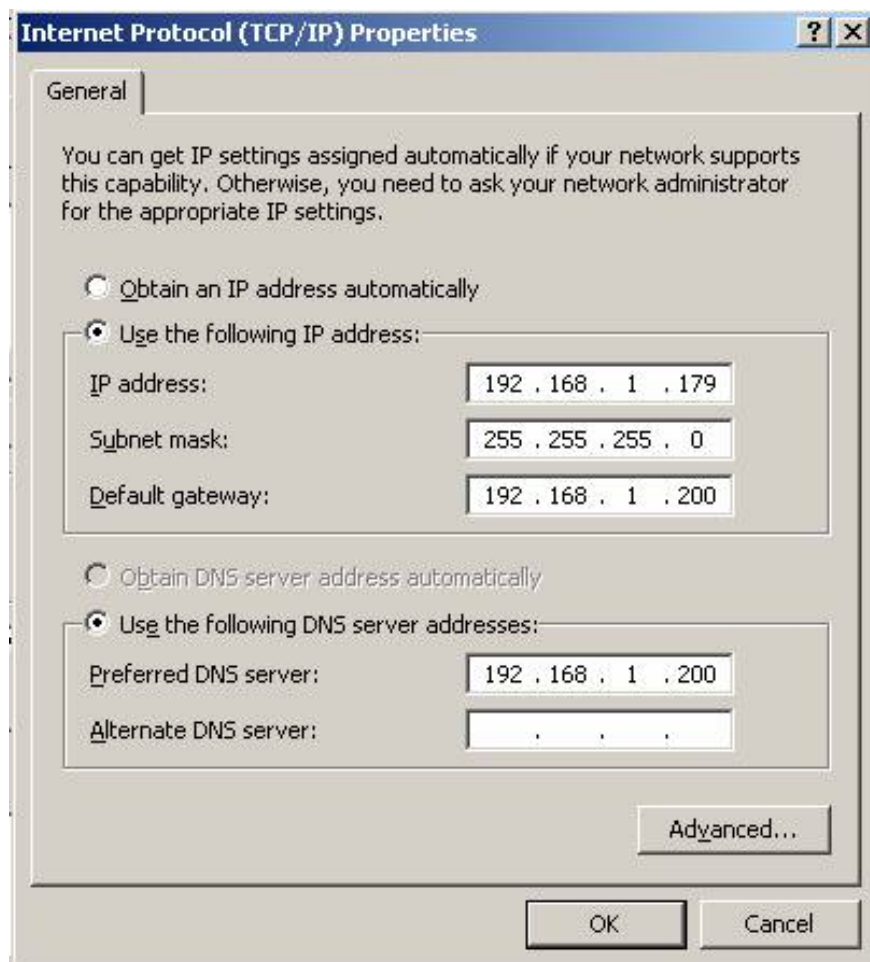 Internet Protocol (TCP/IP) Properties
General
You can get IP settings assigned automatically if your network supports
this capability. Otherwise, you need to ask your network administrator
for the appropriate IP settings.
Obtain an IP address automatically
Use the following IP address:
IP address: 192 . 168 . 1 . 179
Subnet mask: 255 . 255 . 255 . 0
Default gateway: 192 . 168 . 1 . 200
Obtain DNS server address automatically
Use the following DNS server addresses:
Preferred DNS server: 192 . 168 . 1 . 200
Alternate DNS server: . . .
Advanced...
OK Cancel